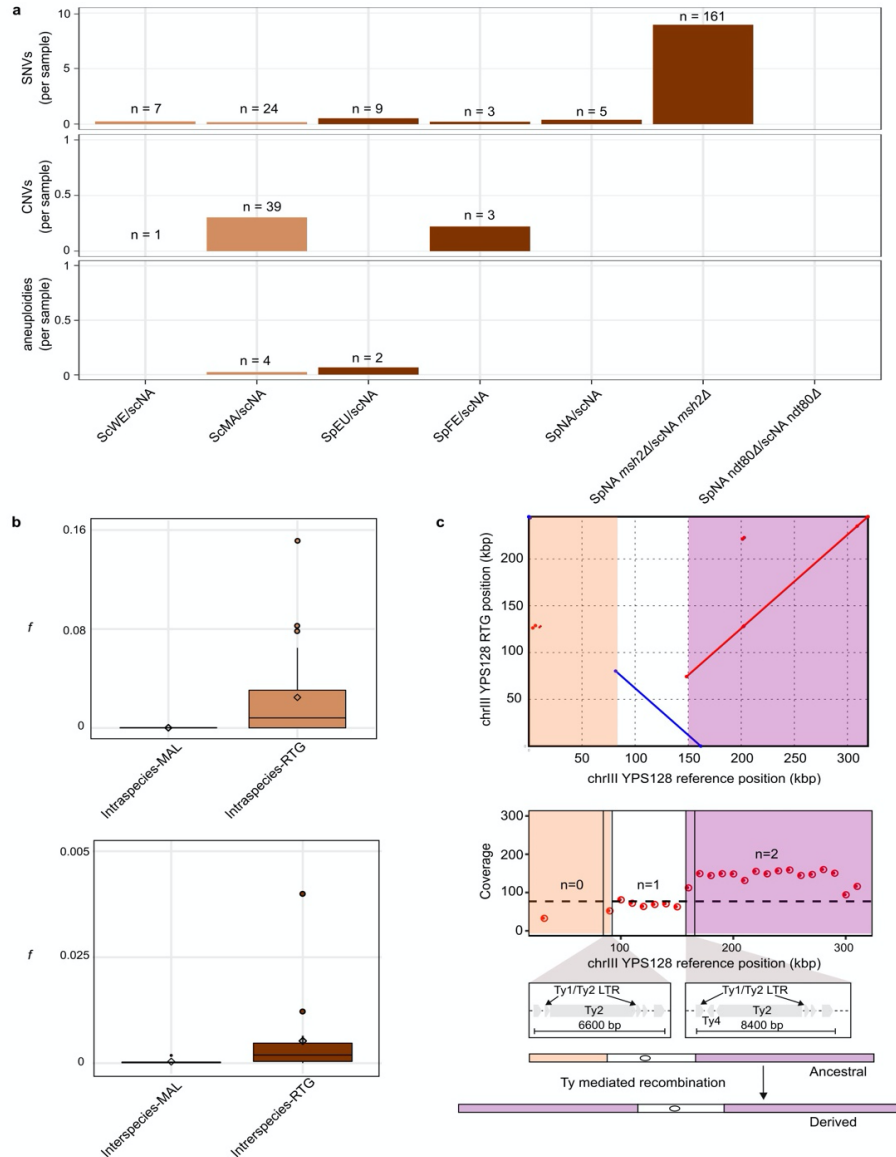 a
SNVs
(per sample)
10
5
0
n = 7
n = 24
n = 9
n = 3
n = 5
n = 161
CNVs
(per sample)
1
0.5
0
n = 1
n = 39
n = 3
aneuploidies
(per sample)
1
0.5
0
n = 4
n = 2
ScWE/scNA
ScMA/scNA
SpEU/scNA
SpFE/scNA
SpNA/scNA
SpNA msh2Δ/scNA msh2Δ
SpNA ndt80Δ/scNA ndt80Δ
b
f
0.16
0.08
0
Intraspecies-MAL
Intraspecies-RTG
f
0.005
0.025
0
Interspecies-MAL
Intrerspecies-RTG
c
chrIII YPS128 RTG position (kbp)
200
150
100
50
50
100
150
200
250
300
chrIII YPS128 reference position (kbp)
Coverage
300
200
100
0
n=0
n=1
n=2
100
200
300
chrIII YPS128 reference position (kbp)
Ty1/Ty2 LTR
Ty2
6600 bp
Ty1/Ty2 LTR
Ty4
Ty2
8400 bp
Ancestral
Ty mediated recombination
Derived